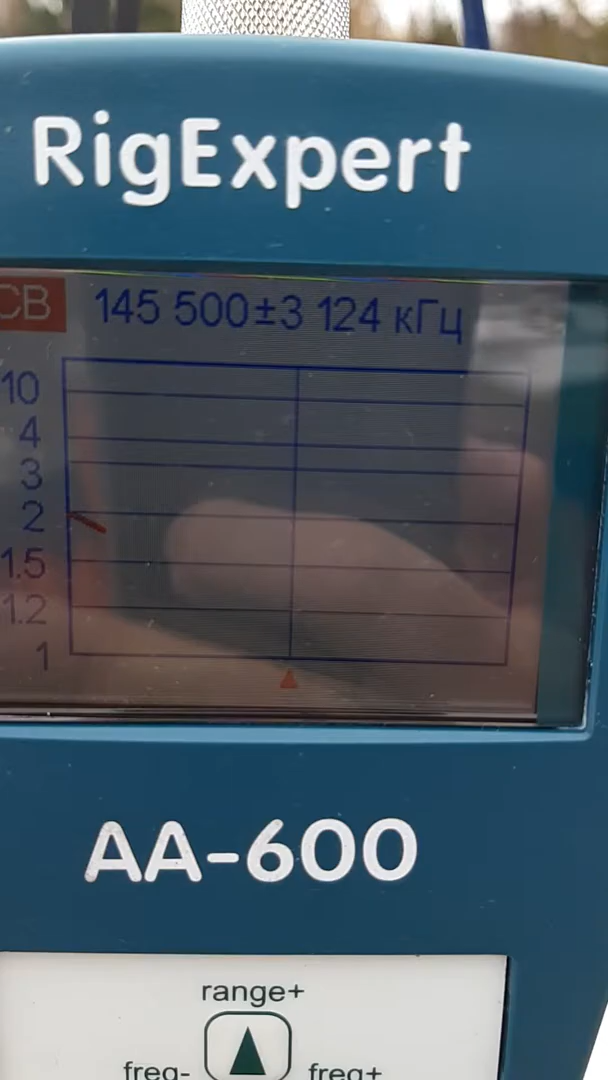 RigExpert
СВ 145 500±3 124 кГц
10
4
3
2
1.5
1.2
1
AA-600
range+
freq- freq+